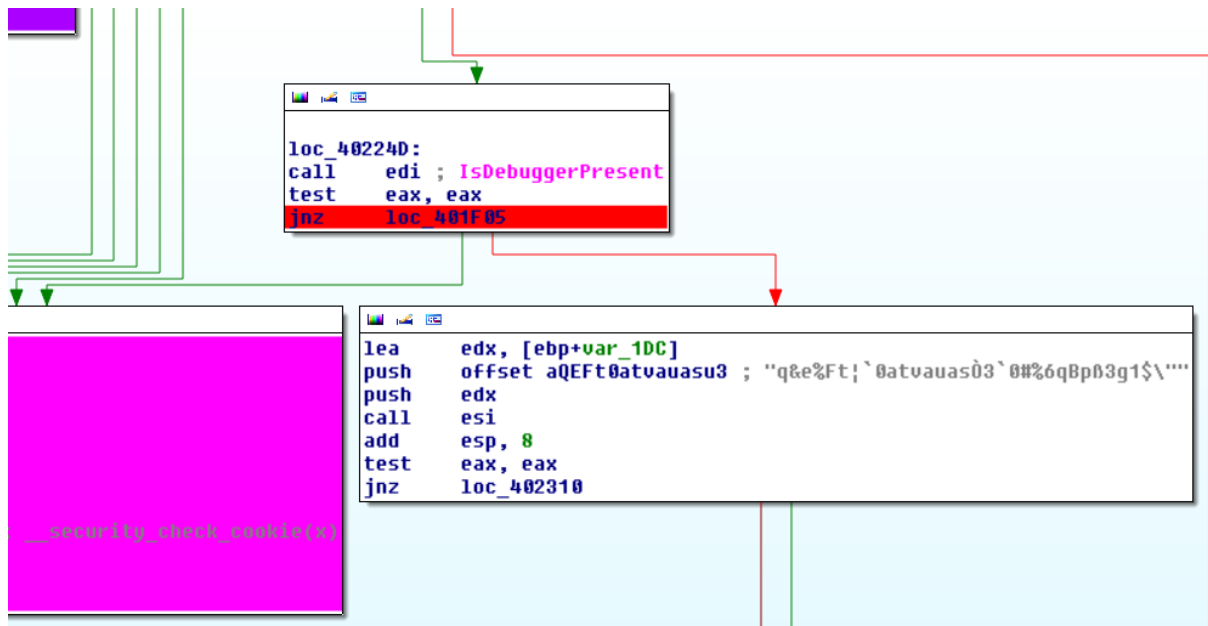 loc_40224D:
call edi ; IsDebuggerPresent
test eax, eax
jnz loc_401F05
lea edx, [ebp+var_1DC]
push offset aQEFt0atvauasu3 ; "q&e%Ft¦`0atvauasÒ3`0#%6qBpß3g1$\""
push edx
call esi
add esp, 8
test eax, eax
jnz loc_402310
__security_check_cookie(x)